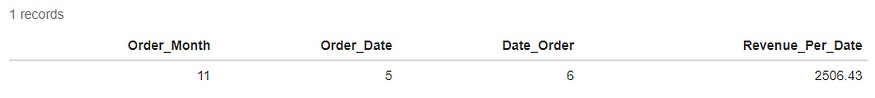 1 records
Order_Month Order_Date Date_Order Revenue_Per_Date
11 5 6 2506.43